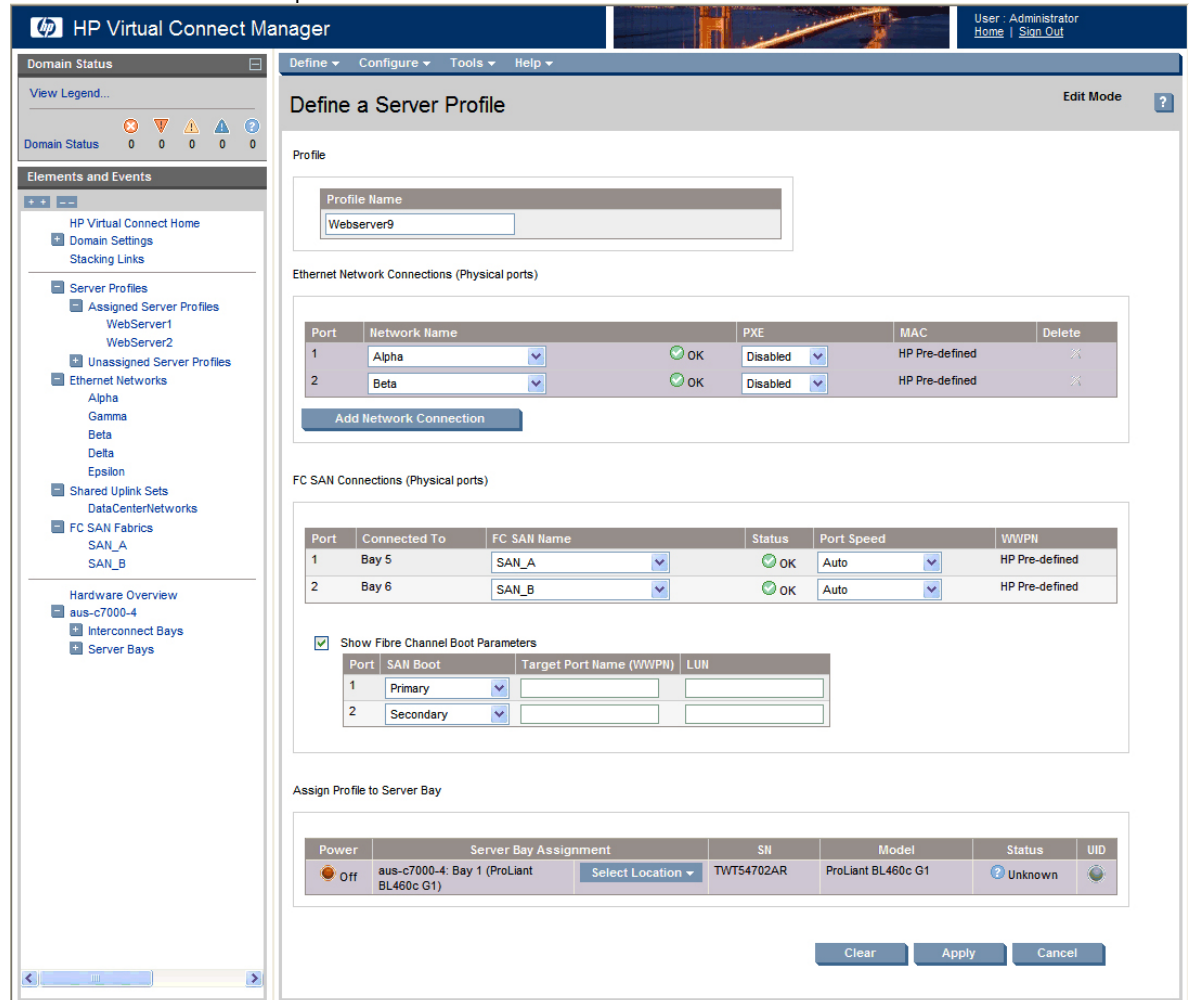 HP Virtual Connect Manager
User : Administrator
Home | Sign Out
Domain Status
View Legend...
Domain Status 0 0 0 0 0
Elements and Events
HP Virtual Connect Home
Domain Settings
Stacking Links
Server Profiles
Assigned Server Profiles
WebServer1
WebServer2
Unassigned Server Profiles
Ethernet Networks
Alpha
Gamma
Beta
Delta
Epsilon
Shared Uplink Sets
DataCenterNetworks
FC SAN Fabrics
SAN_A
SAN_B
Hardware Overview
aus-c7000-4
Interconnect Bays
Server Bays
Define Configure Tools Help
Define a Server Profile
Edit Mode
?
Profile
Profile Name
Webserver9
Ethernet Network Connections (Physical ports)
Port Network Name PXE MAC Delete
1 Alpha OK Disabled HP Pre-defined
2 Beta OK Disabled HP Pre-defined
Add Network Connection
FC SAN Connections (Physical ports)
Port Connected To FC SAN Name Status Port Speed WWPN
1 Bay 5 SAN_A OK Auto HP Pre-defined
2 Bay 6 SAN_B OK Auto HP Pre-defined
Show Fibre Channel Boot Parameters
Port SAN Boot Target Port Name (WWPN) LUN
1 Primary
2 Secondary
Assign Profile to Server Bay
Power Server Bay Assignment SN Model Status UID
Off aus-c7000-4: Bay 1 (ProLiant BL460c G1) Select Location TWT54702AR ProLiant BL460c G1 Unknown
Clear Apply Cancel